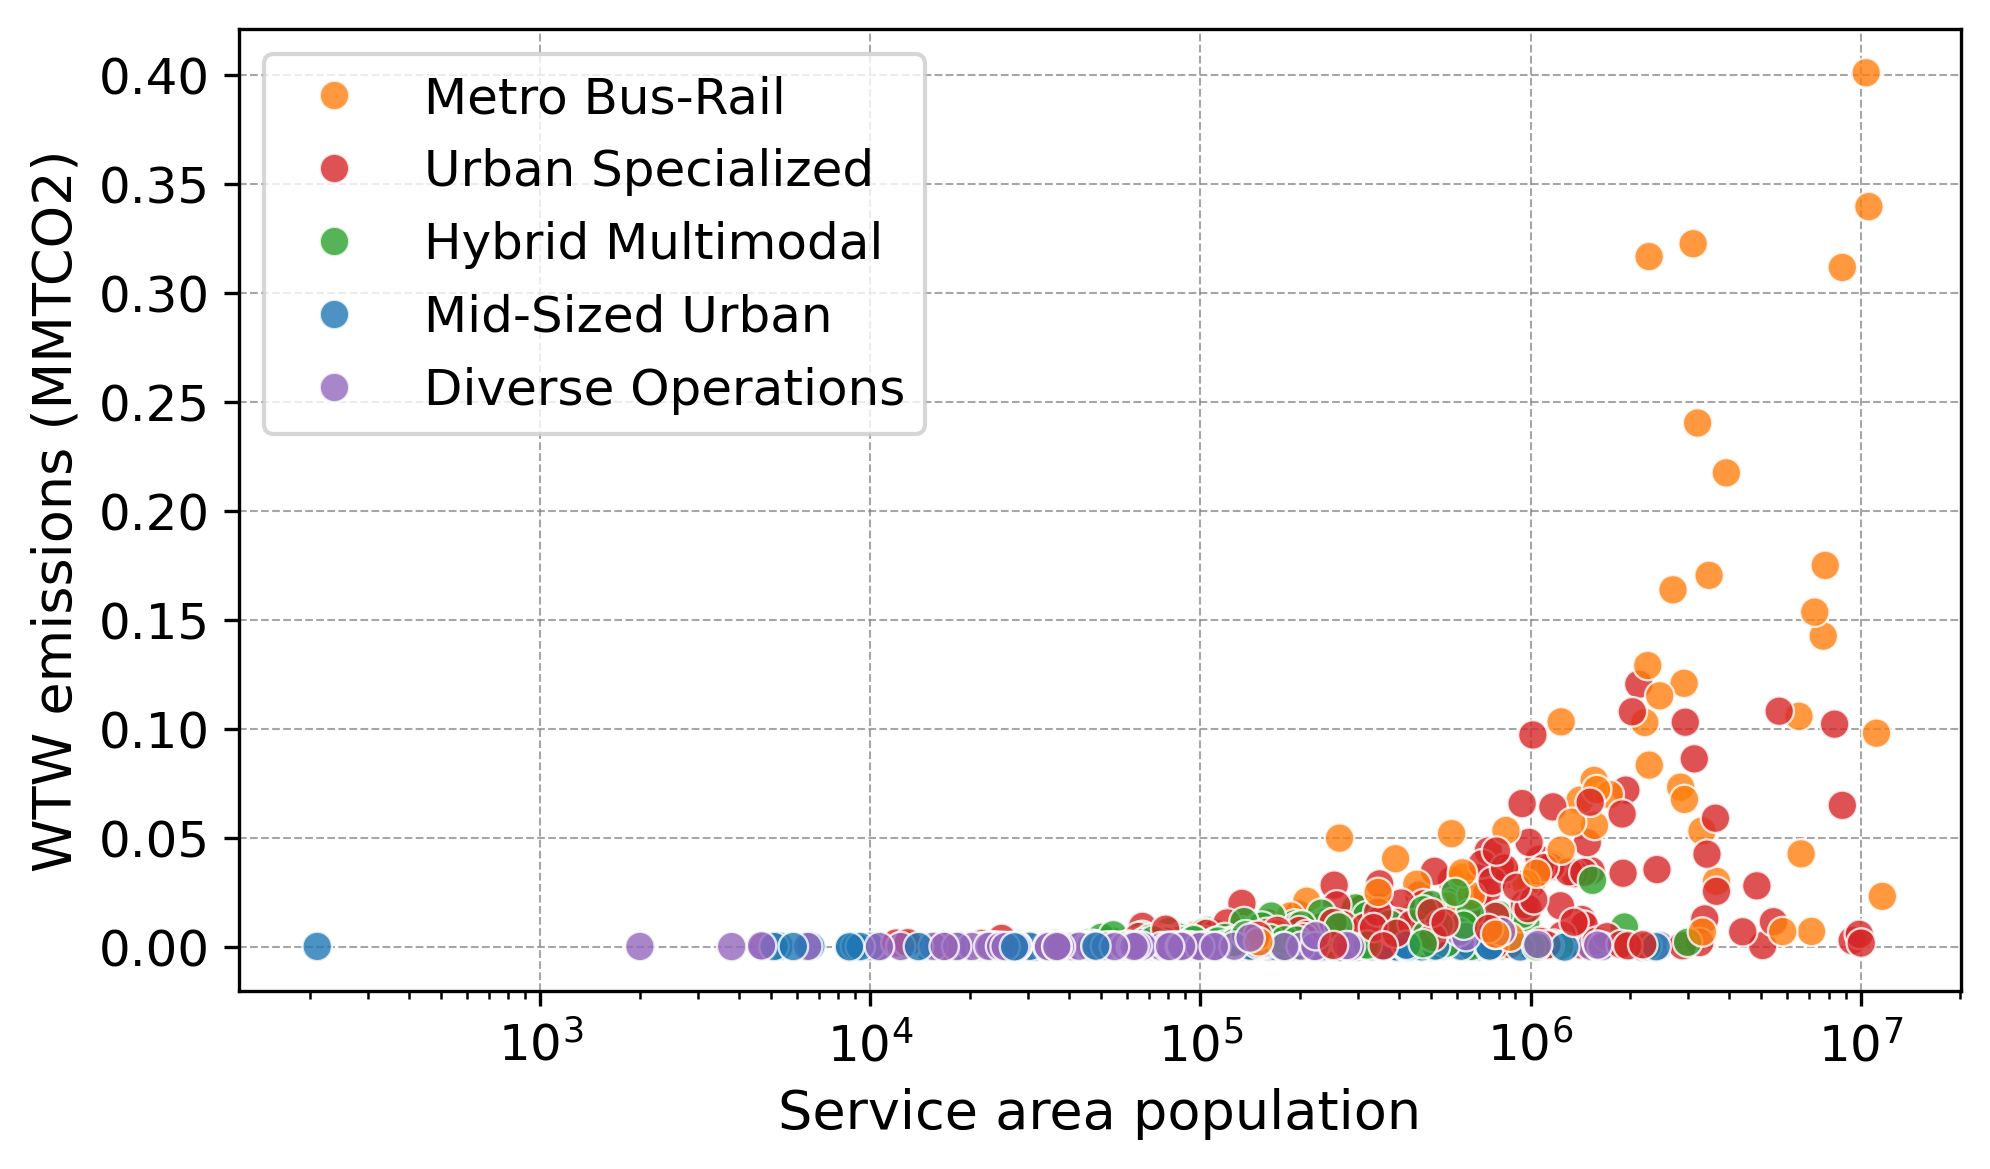 0.40
0.35
0.30
0.25
0.20
0.15
0.10
0.05
0.00
WTW emissions (MMTCO2)
Metro Bus-Rail
Urban Specialized
Hybrid Multimodal
Mid-Sized Urban
Diverse Operations
10³ 10⁴ 10⁵ 10⁶ 10⁷
Service area population